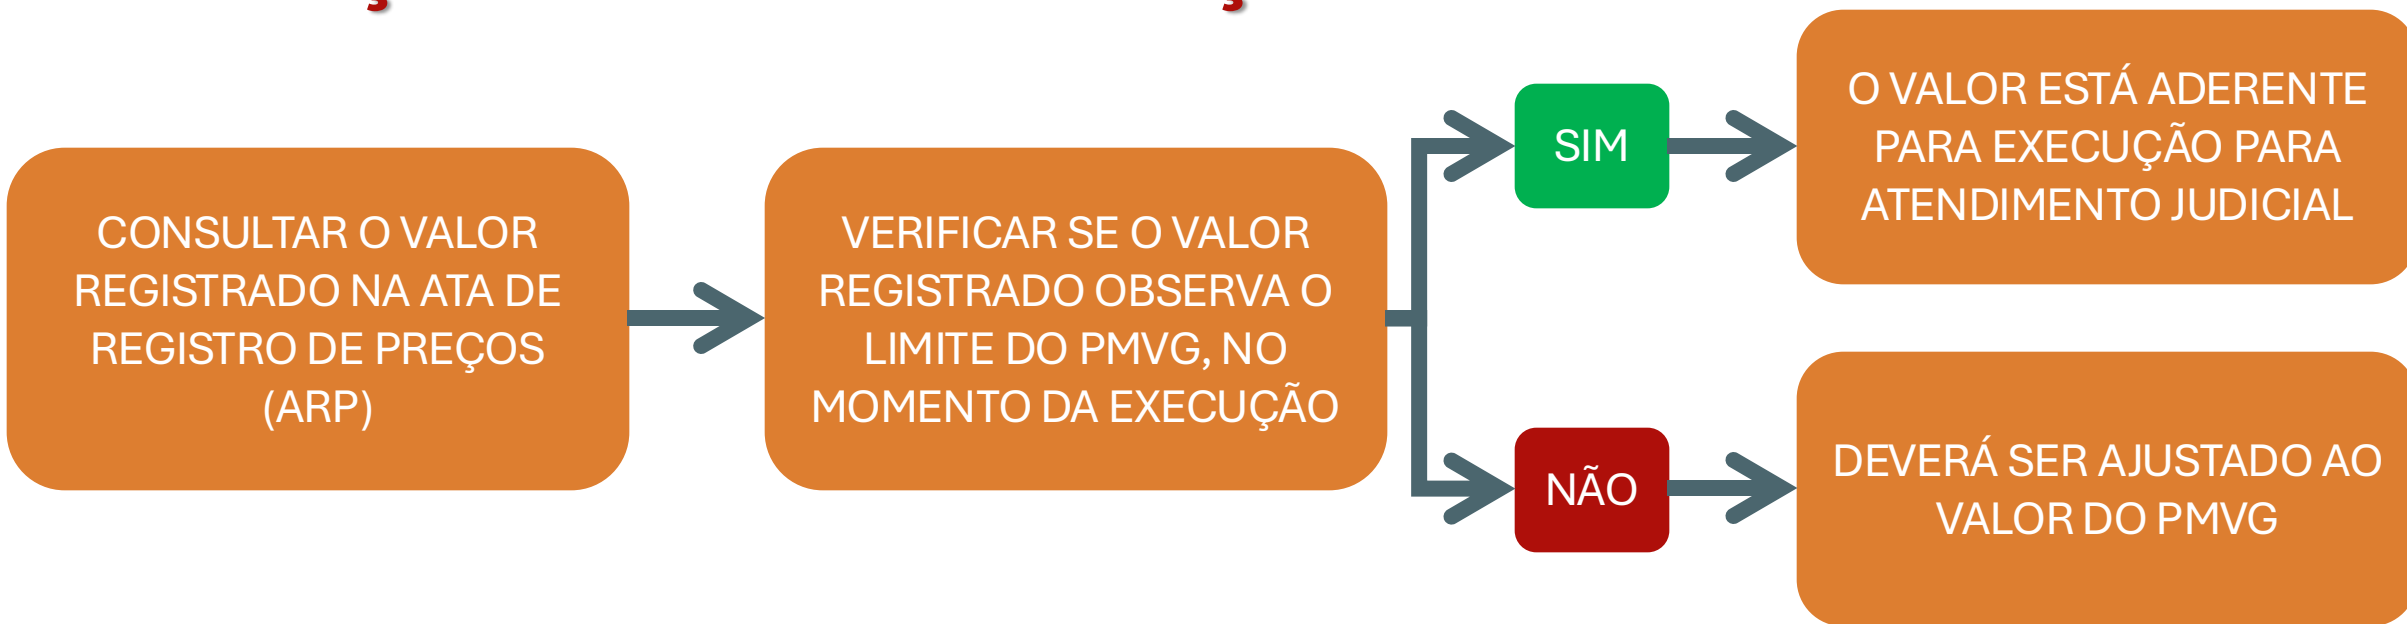 CONSULTAR O VALOR
REGISTRADO NA ATA DE
REGISTRO DE PREÇOS
(ARP)
VERIFICAR SE O VALOR
REGISTRADO OBSERVA O
LIMITE DO PMVG, NO
MOMENTO DA EXECUÇÃO
SIM
O VALOR ESTÁ ADERENTE
PARA EXECUÇÃO PARA
ATENDIMENTO JUDICIAL
NÃO
DEVERÁ SER AJUSTADO AO
VALOR DO PMVG